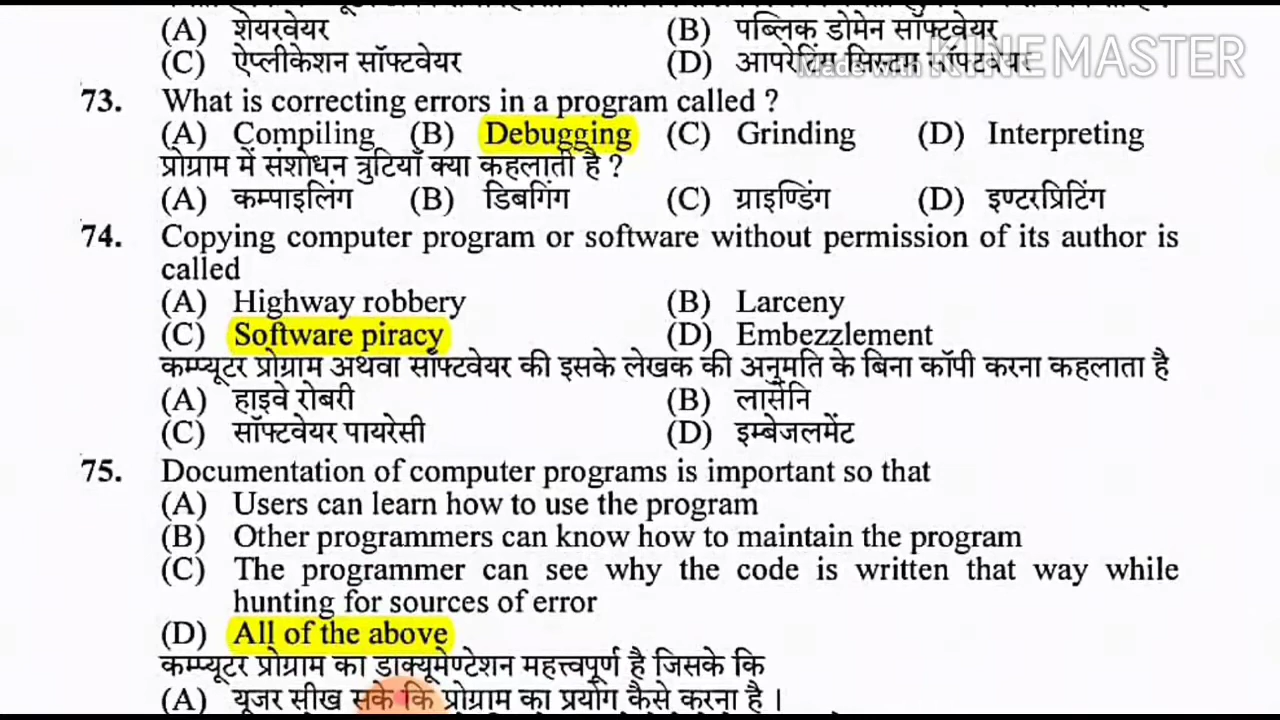 (A) शेयरवेयर (B) पब्लिक डोमेन सॉफ्टवेयर
(C) ऐप्लीकेशन सॉफ्टवेयर (D) आपरेटिंग सिस्टम सॉफ्टवेयर
Made with KINEMASTER
73. What is correcting errors in a program called ?
(A) Compiling (B) Debugging (C) Grinding (D) Interpreting
प्रोग्राम में संशोधन त्रुटियाँ क्या कहलाती है ?
(A) कम्पाइलिंग (B) डिबगिंग (C) ग्राइण्डिंग (D) इण्टरप्रिटिंग
74. Copying computer program or software without permission of its author is
called
(A) Highway robbery (B) Larceny
(C) Software piracy (D) Embezzlement
कम्प्यूटर प्रोग्राम अथवा सॉफ्टवेयर की इसके लेखक की अनुमति के बिना कॉपी करना कहलाता है
(A) हाइवे रोबरी (B) लार्सेनि
(C) सॉफ्टवेयर पायरेसी (D) इम्बेजलमेंट
75. Documentation of computer programs is important so that
(A) Users can learn how to use the program
(B) Other programmers can know how to maintain the program
(C) The programmer can see why the code is written that way while
hunting for sources of error
(D) All of the above
कम्प्यूटर प्रोग्राम का डाक्यूमेण्टेशन महत्त्वपूर्ण है जिसके कि
(A) यूजर सीख सके कि प्रोग्राम का प्रयोग कैसे करना है ।